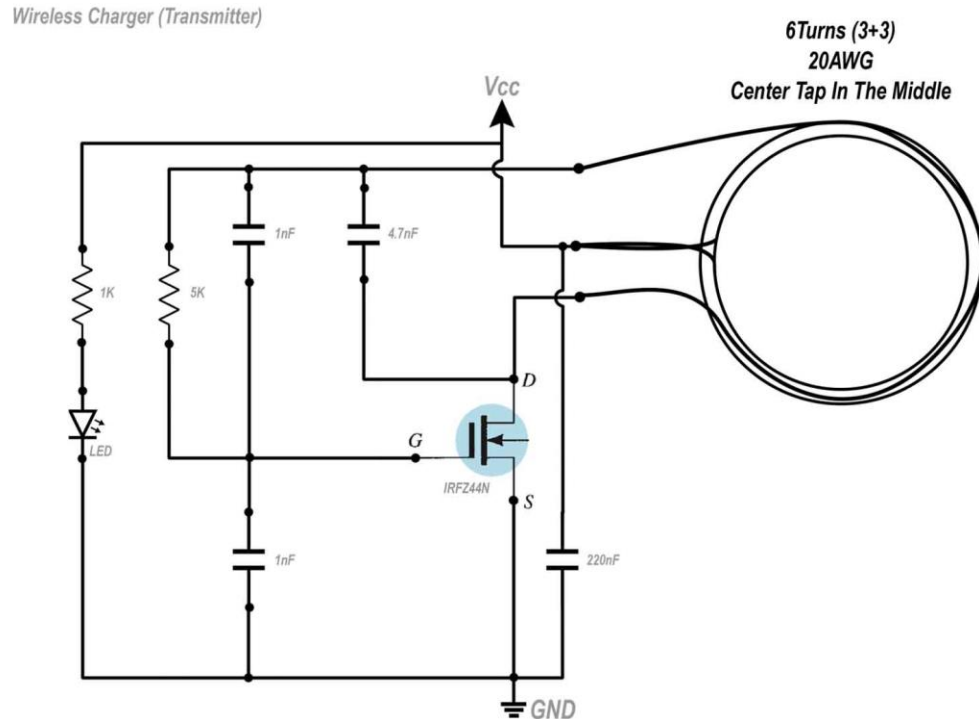 Wireless Charger (Transmitter)
6Turns (3+3)
20AWG
Center Tap In The Middle
Vcc
1nF
4.7nF
1K
5K
D
G
LED
IRFZ44N
S
1nF
220nF
GND